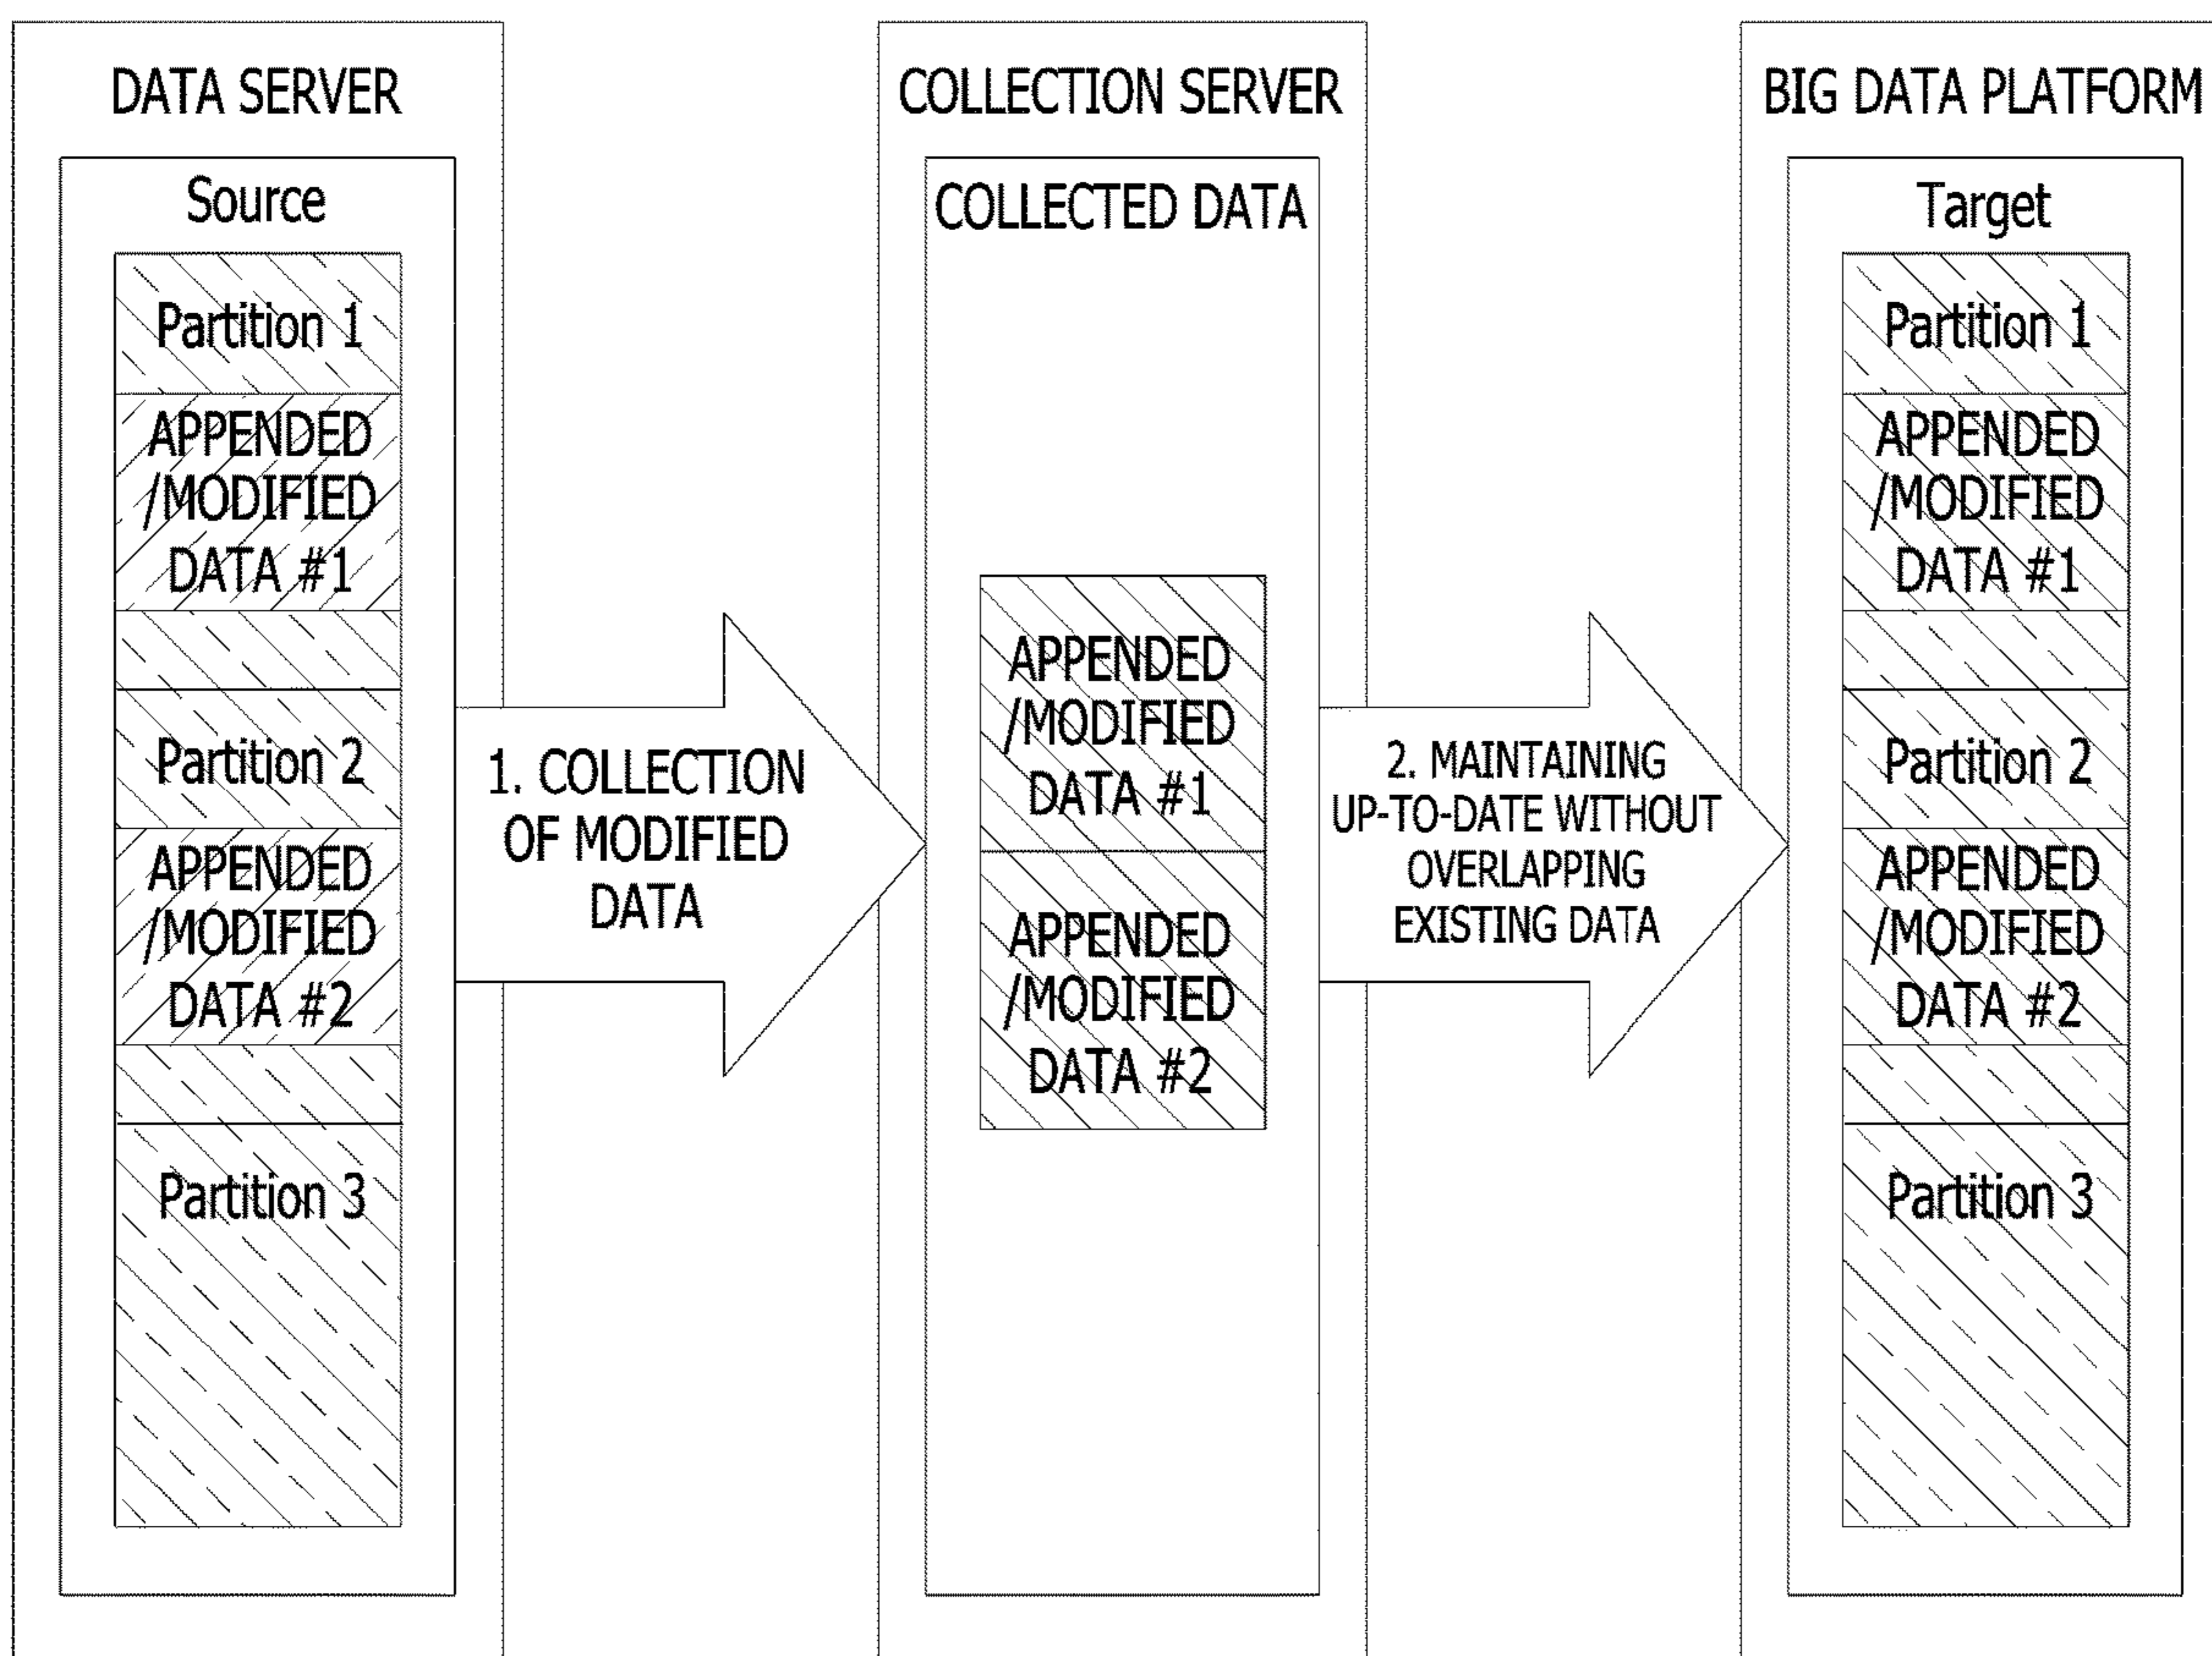 DATA SERVER
Source
Partition 1
APPENDED
/MODIFIED
DATA #1
Partition 2
APPENDED
/MODIFIED
DATA #2
Partition 3
1. COLLECTION
OF MODIFIED
DATA
COLLECTION SERVER
COLLECTED DATA
APPENDED
/MODIFIED
DATA #1
APPENDED
/MODIFIED
DATA #2
2. MAINTAINING
UP-TO-DATE WITHOUT
OVERLAPPING
EXISTING DATA
BIG DATA PLATFORM
Target
Partition 1
APPENDED
/MODIFIED
DATA #1
Partition 2
APPENDED
/MODIFIED
DATA #2
Partition 3